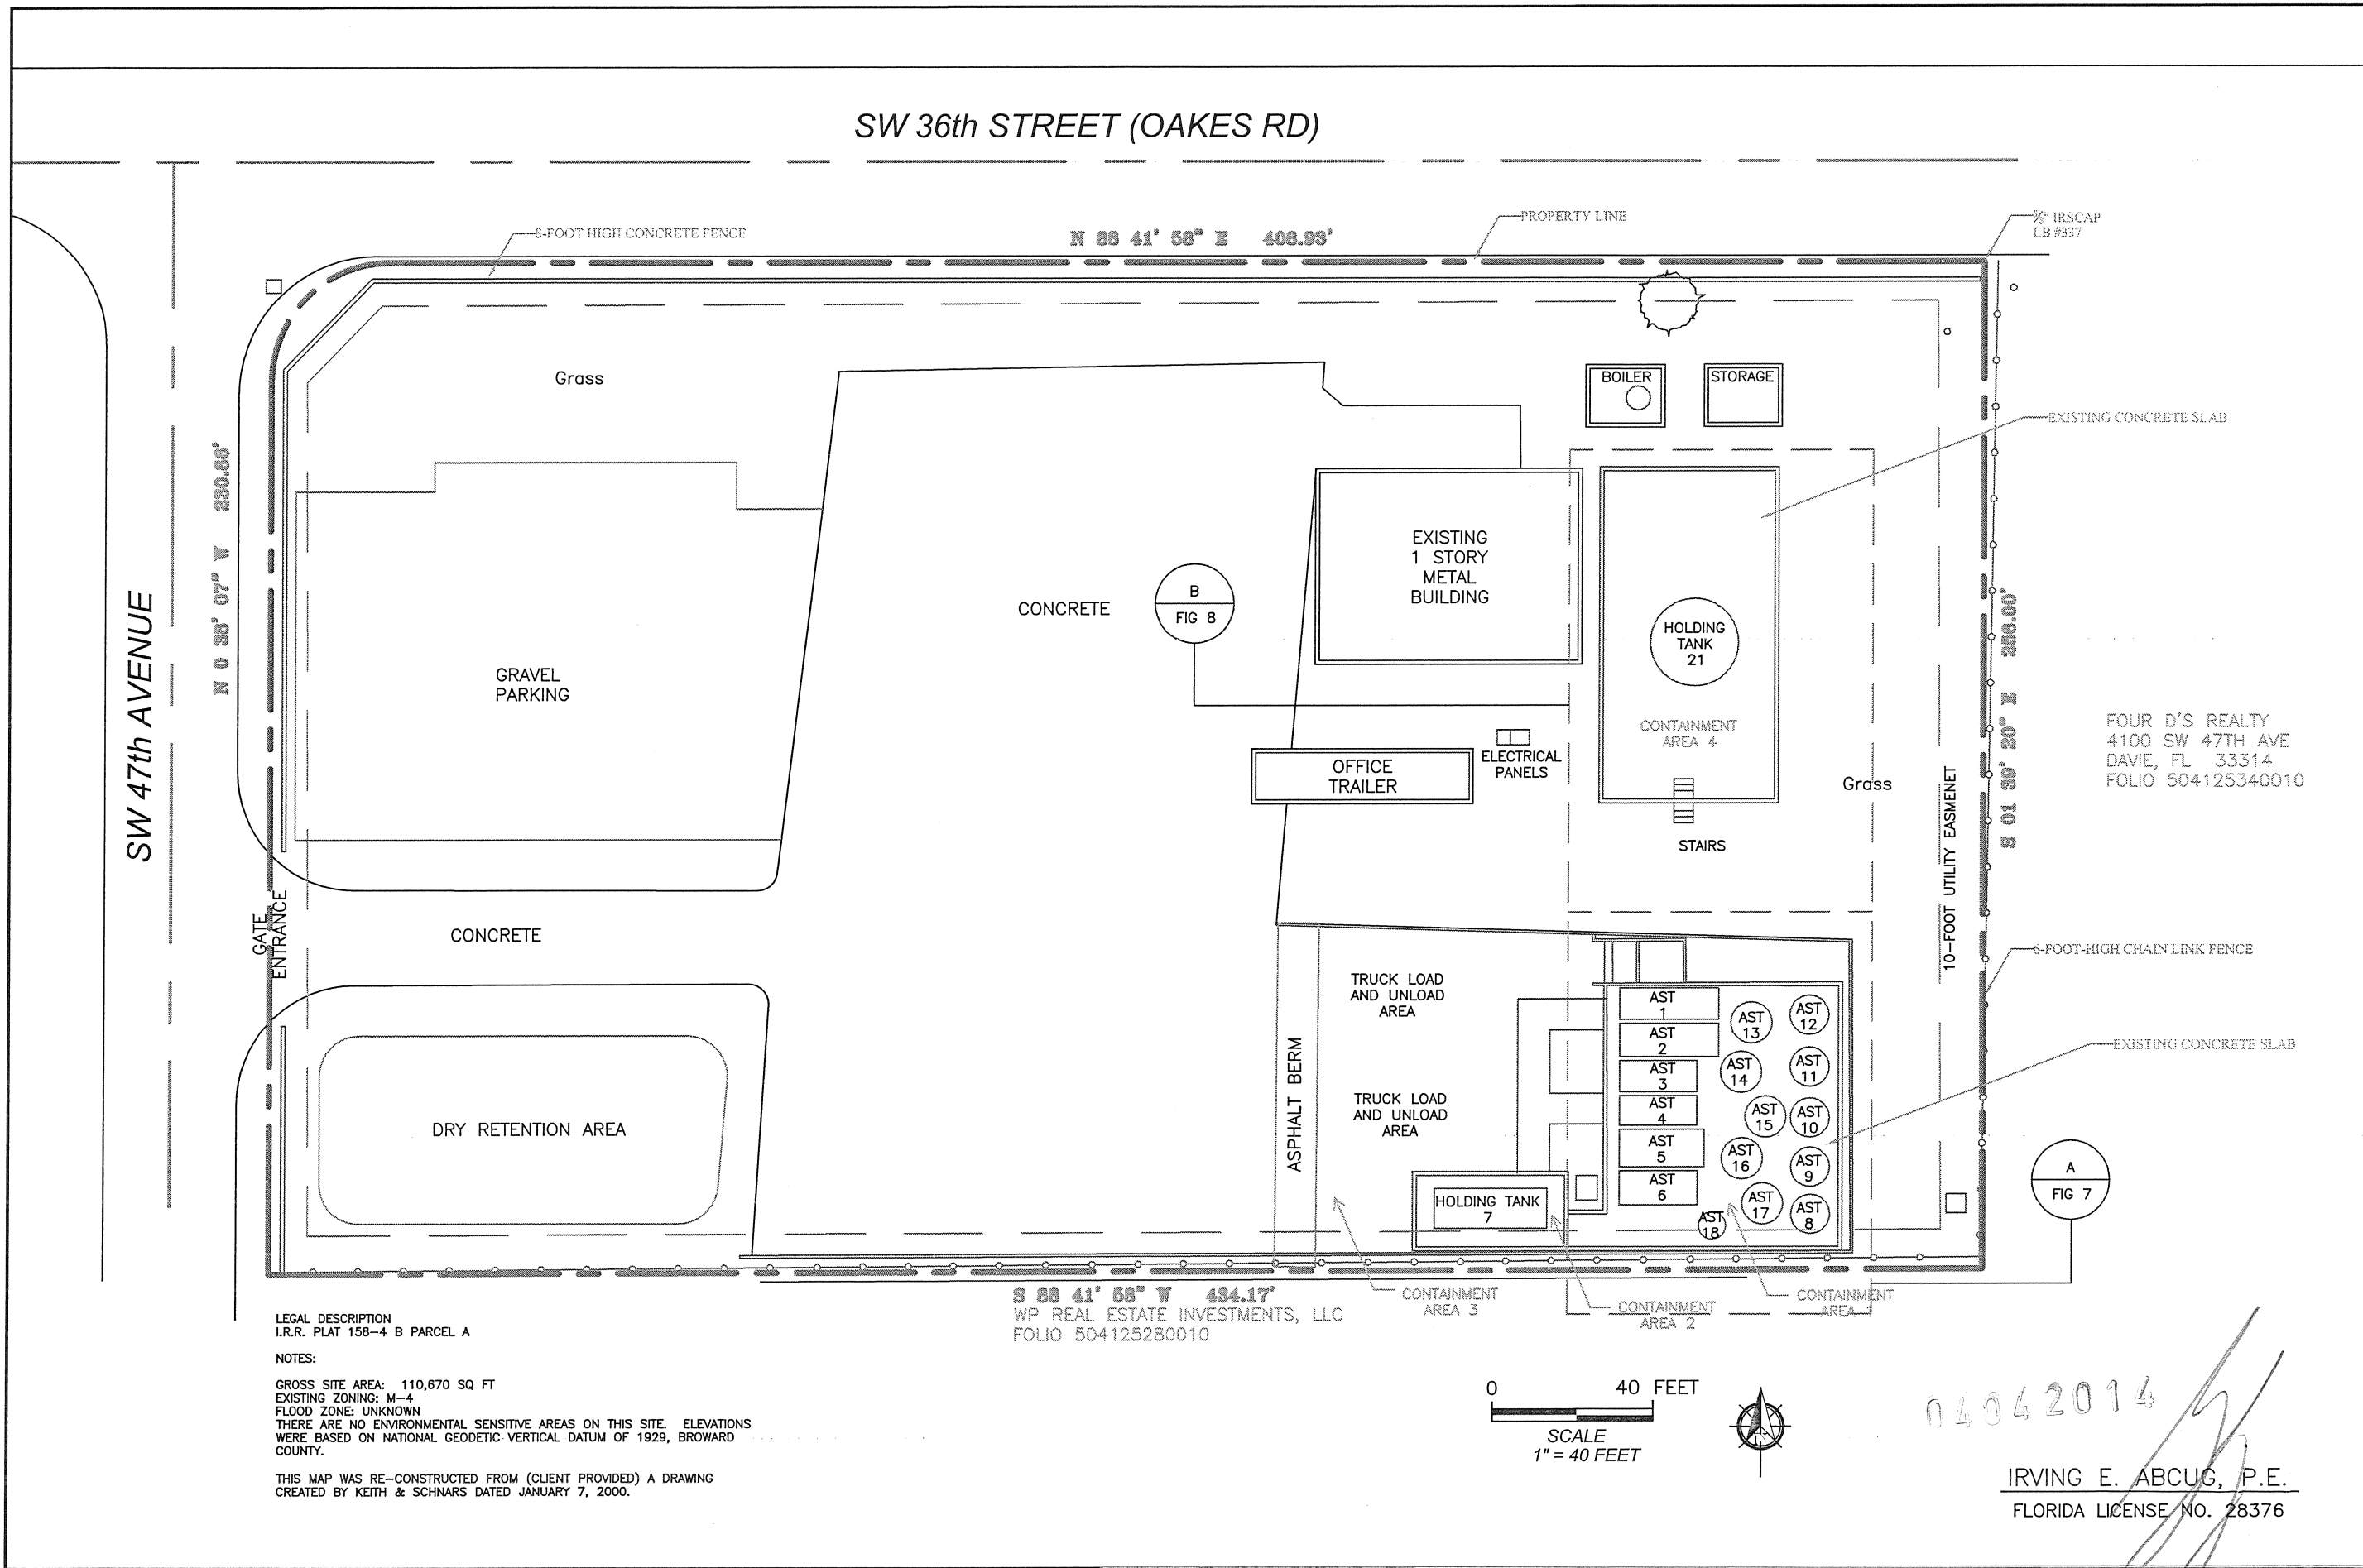 SW 36th STREET (OAKES RD)
N 88 41' 58" E 408.93'
PROPERTY LINE
⅝" IRSCAP
LB #337
6-FOOT HIGH CONCRETE FENCE
Grass
BOILER
STORAGE
EXISTING CONCRETE SLAB
SW 47th AVENUE
230.66'
EXISTING
1 STORY
METAL
BUILDING
B
FIG 8
CONCRETE
HOLDING
TANK
21
256.00'
S 01 39' 20" E
GRAVEL
PARKING
CONTAINMENT
AREA 4
FOUR D'S REALTY
4100 SW 47TH AVE
DAVIE, FL 33314
FOLIO 504125340010
OFFICE
TRAILER
ELECTRICAL
PANELS
Grass
STAIRS
10-FOOT UTILITY EASMENET
GATE
ENTRANCE
CONCRETE
6-FOOT-HIGH CHAIN LINK FENCE
TRUCK LOAD
AND UNLOAD
AREA
AST
1
AST
2
AST
3
AST
4
AST
5
AST
6
AST
13
AST
12
AST
14
AST
11
AST
15
AST
10
AST
16
AST
9
AST
17
AST
8
AST
18
EXISTING CONCRETE SLAB
ASPHALT BERM
TRUCK LOAD
AND UNLOAD
AREA
DRY RETENTION AREA
HOLDING TANK
7
A
FIG 7
S 88 41' 58" W 434.17'
WP REAL ESTATE INVESTMENTS, LLC
FOLIO 504125280010
CONTAINMENT
AREA 3
CONTAINMENT
AREA 2
CONTAINMENT
AREA
LEGAL DESCRIPTION
I.R.R. PLAT 158-4 B PARCEL A
NOTES:
GROSS SITE AREA: 110,670 SQ FT
EXISTING ZONING: M-4
FLOOD ZONE: UNKNOWN
THERE ARE NO ENVIRONMENTAL SENSITIVE AREAS ON THIS SITE. ELEVATIONS
WERE BASED ON NATIONAL GEODETIC VERTICAL DATUM OF 1929, BROWARD
COUNTY.
THIS MAP WAS RE-CONSTRUCTED FROM (CLIENT PROVIDED) A DRAWING
CREATED BY KEITH & SCHNARS DATED JANUARY 7, 2000.
0 40 FEET
SCALE
1" = 40 FEET
04042014
IRVING E. ABCUG, P.E.
FLORIDA LICENSE NO. 28376